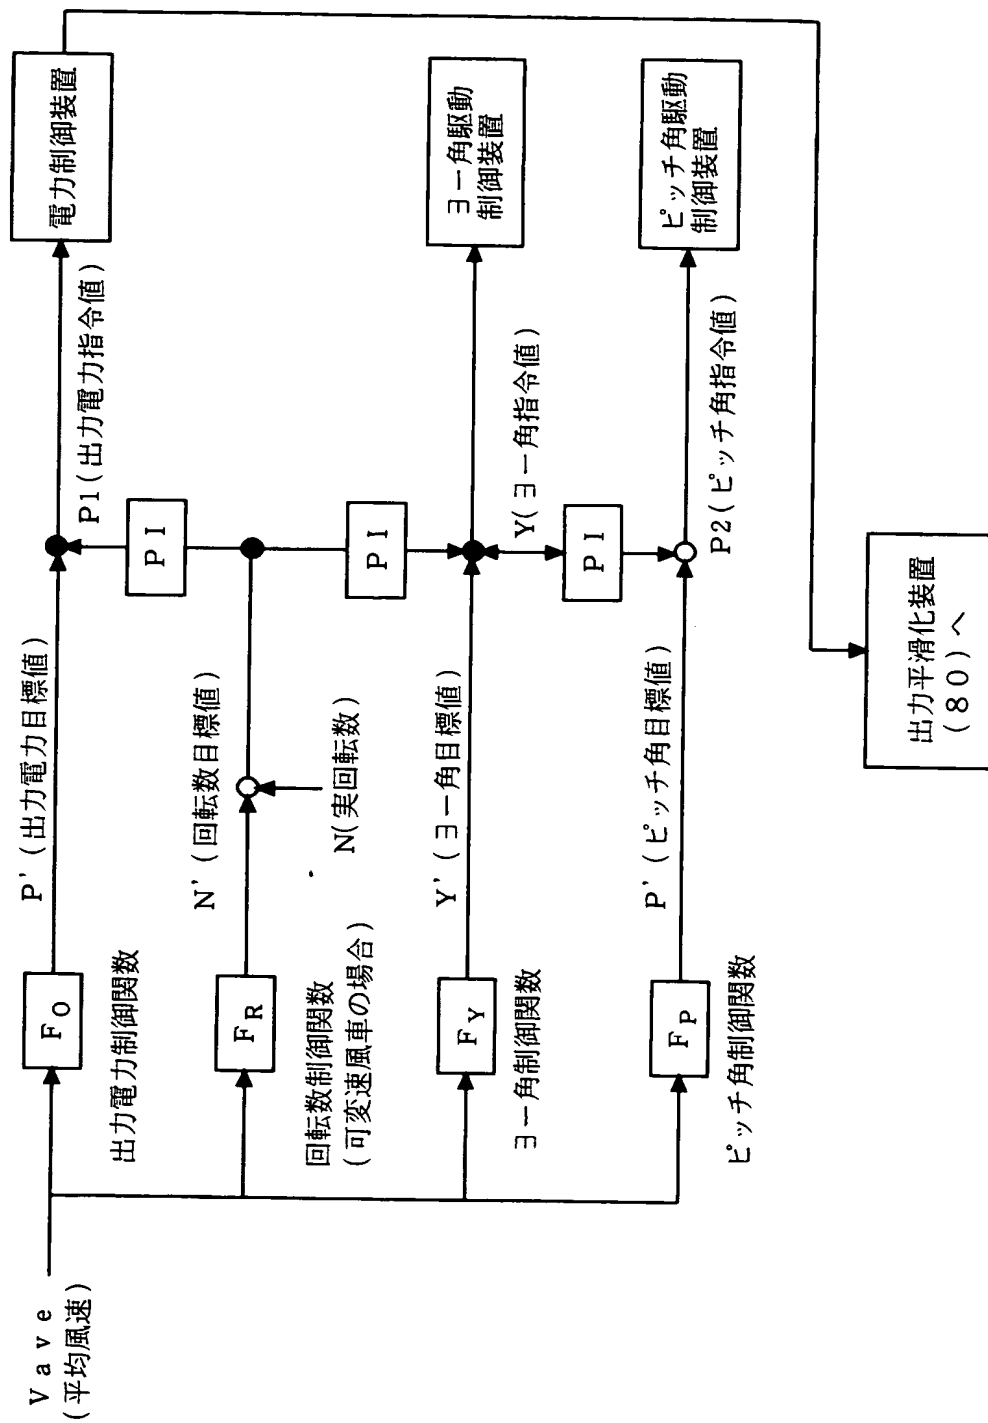 Vave
(平均風速)
FO
出力電力制御関数
P'(出力電力目標値)
PI
P1(出力電力指令値)
電力制御装置
FR
回転数制御関数
(可変速風車の場合)
N'(回転数目標値)
N(実回転数)
PI
FY
ヨー角制御関数
Y'(ヨー角目標値)
Y(ヨー角指令値)
ヨー角駆動
制御装置
PI
FP
ピッチ角制御関数
P'(ピッチ角目標値)
P2(ピッチ角指令値)
ピッチ角駆動
制御装置
出力平滑化装置
(80)へ